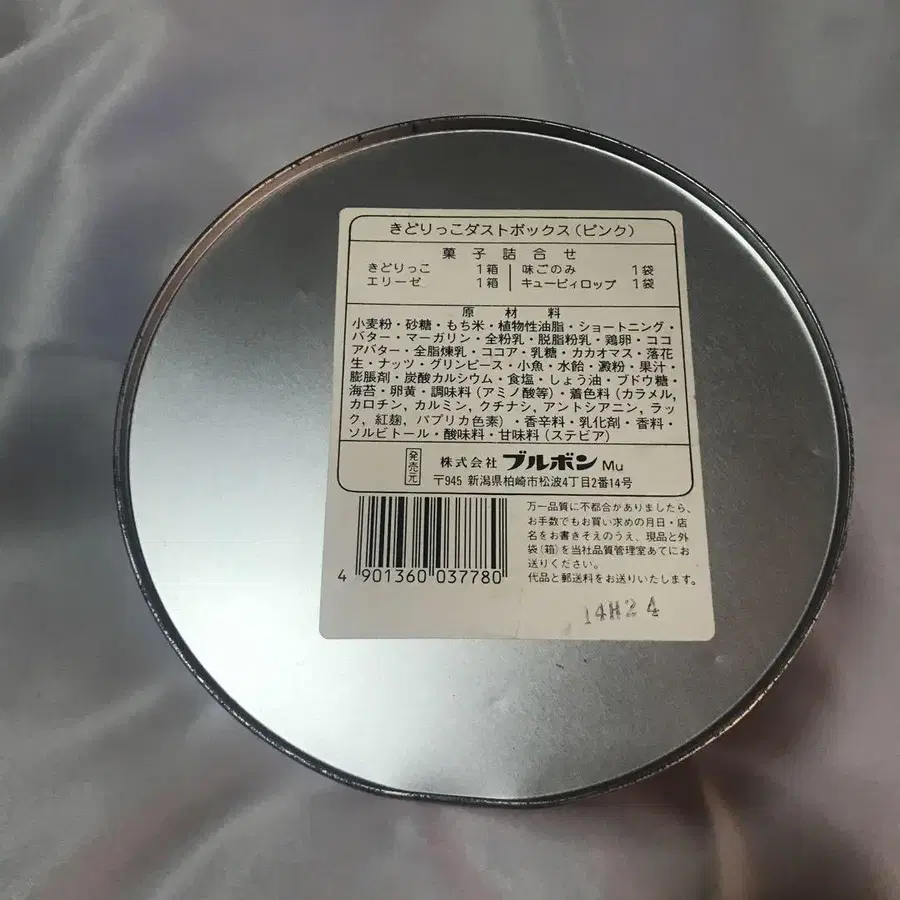 きどりっこダストボックス(ピンク)
菓子詰合せ
きどりっこ 1箱 味ごのみ 1袋
エリーゼ 1箱 キュービィロップ 1袋
原材料
小麦粉・砂糖・もち米・植物性油脂・ショートニング・
バター・マーガリン・全粉乳・脱脂粉乳・鶏卵・ココ
アバター・全脂煉乳・ココア・乳糖・カカオマス・落花
生・ナッツ・グリンピース・小魚・水飴・澱粉・果汁・
膨脹剤・炭酸カルシウム・食塩・しょう油・ブドウ糖・
海苔・卵黄・調味料(アミノ酸等)・着色料(カラメル,
カロチン, カルミン, クチナシ, アントシアニン, ラッ
ク, 紅麹, パプリカ色素)・香辛料・乳化剤・香料・
ソルビトール・酸味料・甘味料(ステビア)
発売元 株式会社 ブルボン Mu
〒945 新潟県柏崎市松波4丁目2番14号
万一品質に不都合がありましたら、
お手数でもお買い求めの月日・店
名をお書きそえのうえ、現品と外
袋(箱)を当社品質管理室あてにお
送りください。
代品と郵送料をお送りいたします。
4 901360 037780
14H24